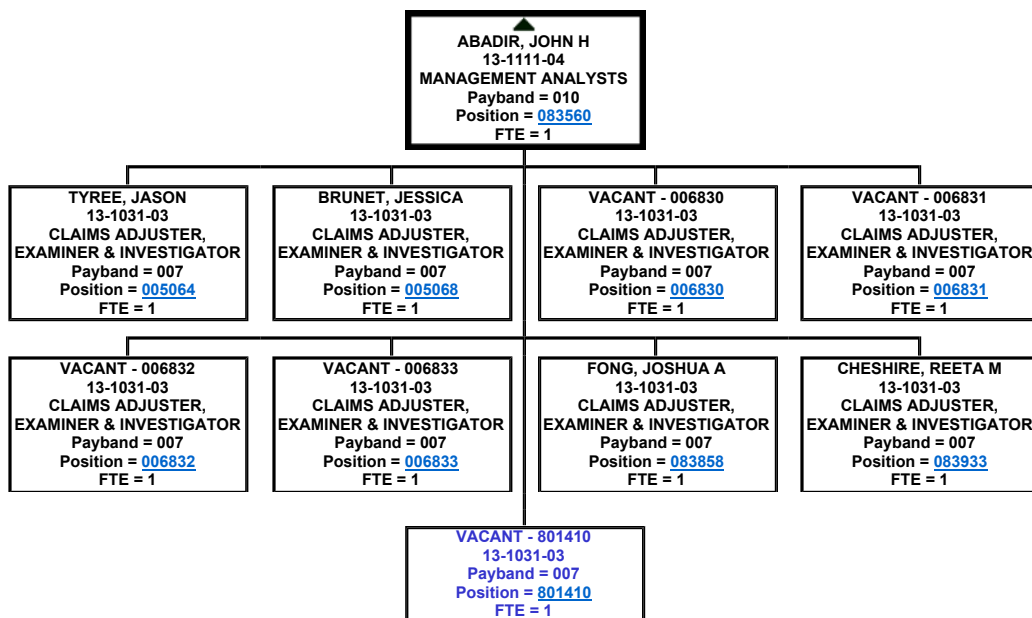 ABADIR, JOHN H
13-1111-04
MANAGEMENT ANALYSTS
Payband = 010
Position = 083560
FTE = 1
TYREE, JASON
13-1031-03
CLAIMS ADJUSTER,
EXAMINER & INVESTIGATOR
Payband = 007
Position = 005064
FTE = 1
BRUNET, JESSICA
13-1031-03
CLAIMS ADJUSTER,
EXAMINER & INVESTIGATOR
Payband = 007
Position = 005068
FTE = 1
VACANT - 006830
13-1031-03
CLAIMS ADJUSTER,
EXAMINER & INVESTIGATOR
Payband = 007
Position = 006830
FTE = 1
VACANT - 006831
13-1031-03
CLAIMS ADJUSTER,
EXAMINER & INVESTIGATOR
Payband = 007
Position = 006831
FTE = 1
VACANT - 006832
13-1031-03
CLAIMS ADJUSTER,
EXAMINER & INVESTIGATOR
Payband = 007
Position = 006832
FTE = 1
VACANT - 006833
13-1031-03
CLAIMS ADJUSTER,
EXAMINER & INVESTIGATOR
Payband = 007
Position = 006833
FTE = 1
FONG, JOSHUA A
13-1031-03
CLAIMS ADJUSTER,
EXAMINER & INVESTIGATOR
Payband = 007
Position = 083858
FTE = 1
CHESHIRE, REETA M
13-1031-03
CLAIMS ADJUSTER,
EXAMINER & INVESTIGATOR
Payband = 007
Position = 083933
FTE = 1
VACANT - 801410
13-1031-03
Payband = 007
Position = 801410
FTE = 1